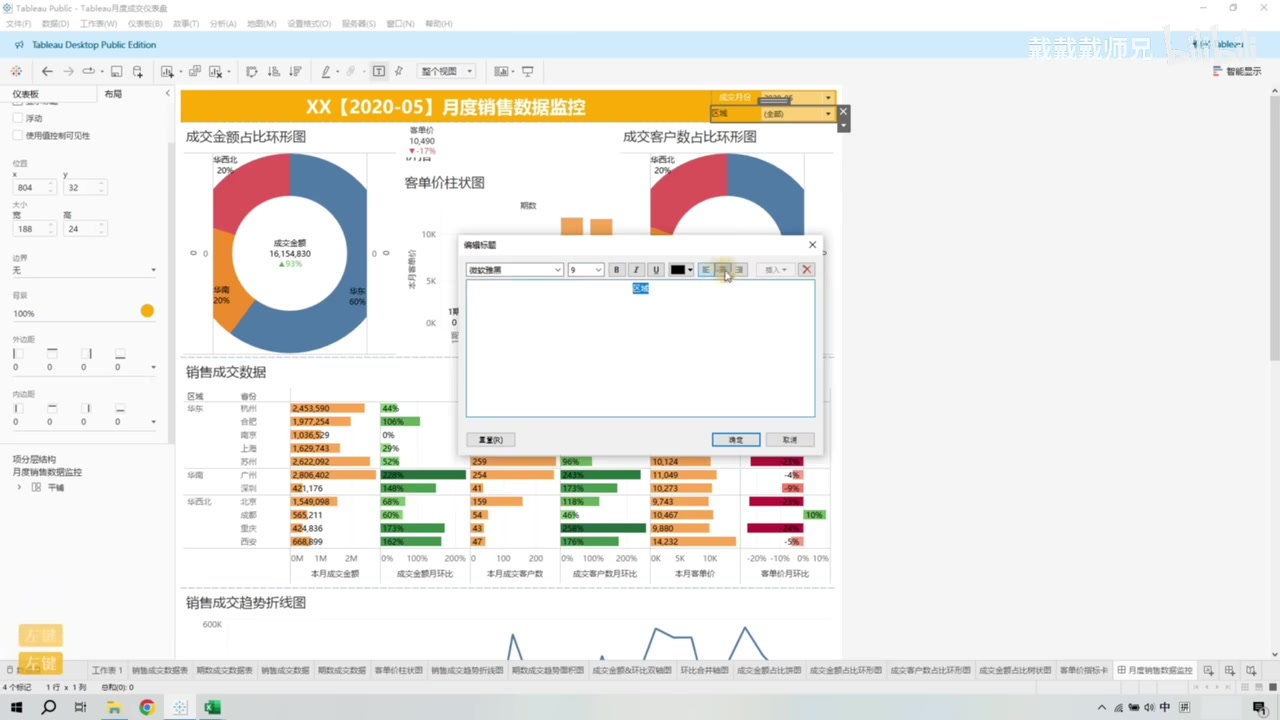 Tableau Public - Tableau月度成交仪表盘
文件(F) 数据(D) 工作表(W) 仪表板(B) 故事(T) 分析(A) 地图(M) 设置格式(O) 服务器(S) 窗口(N) 帮助(H)
Tableau Desktop Public Edition
戴戴戴师兄
整个视图
智能显示
仪表板 布局
浮动
使用值控制可见性
位置
x y
804 32
大小
宽 高
188 24
边界
无
背景
100%
外边距
0 0 0 0
内边距
0 0 0 0
项分层结构
月度销售数据监控
平铺
XX【2020-05】月度销售数据监控
成交月份
区域 (全部)
成交金额占比环形图
华西北
20%
成交金额
16,154,830
▲93%
华南
20%
华东
60%
0 0
客单价
10,490
▼-17%
客单价柱状图
期数
10K
5K
0K
本月客单价
成交客户数占比环形图
华西北
20%
编辑标题
微软雅黑 9 B I U 插入
区域
重置(R) 确定 取消
销售成交数据
区域 省份
华东 杭州 2,453,590 44%
合肥 1,977,254 106%
南京 1,036,529 0%
上海 1,629,743 29%
苏州 2,622,092 52% 259 96% 10,124 -23%
华南 广州 2,806,402 228% 254 243% 11,049 -4%
深圳 421,176 148% 41 173% 10,273 -9%
华西北 北京 1,549,098 68% 159 118% 9,743
成都 565,211 60% 54 46% 10,467 10%
重庆 424,836 173% 43 258% 9,880
西安 668,899 162% 47 176% 14,232 -5%
0M 1M 2M 0% 100% 200% 0 100 200 0% 100% 200% 0K 5K 10K -20% -10% 0% 10%
本月成交金额 成交金额月环比 本月成交客户数 成交客户数月环比 本月客单价 客单价月环比
销售成交趋势折线图
600K
左键
左键
工作表 1 销售成交数据表 期数成交数据表 销售成交数据 期数成交数据 客单价柱状图 销售成交趋势折线图 期数成交趋势面积图 成交金额&环比双轴图 环比合并轴图 成交金额占比饼图 成交金额占比环形图 成交客户数占比环形图 成交金额占比树状图 客单价指标卡 月度销售数据监控
4 个标记 1 行 x 1 列 总和(0): 0
中 拼